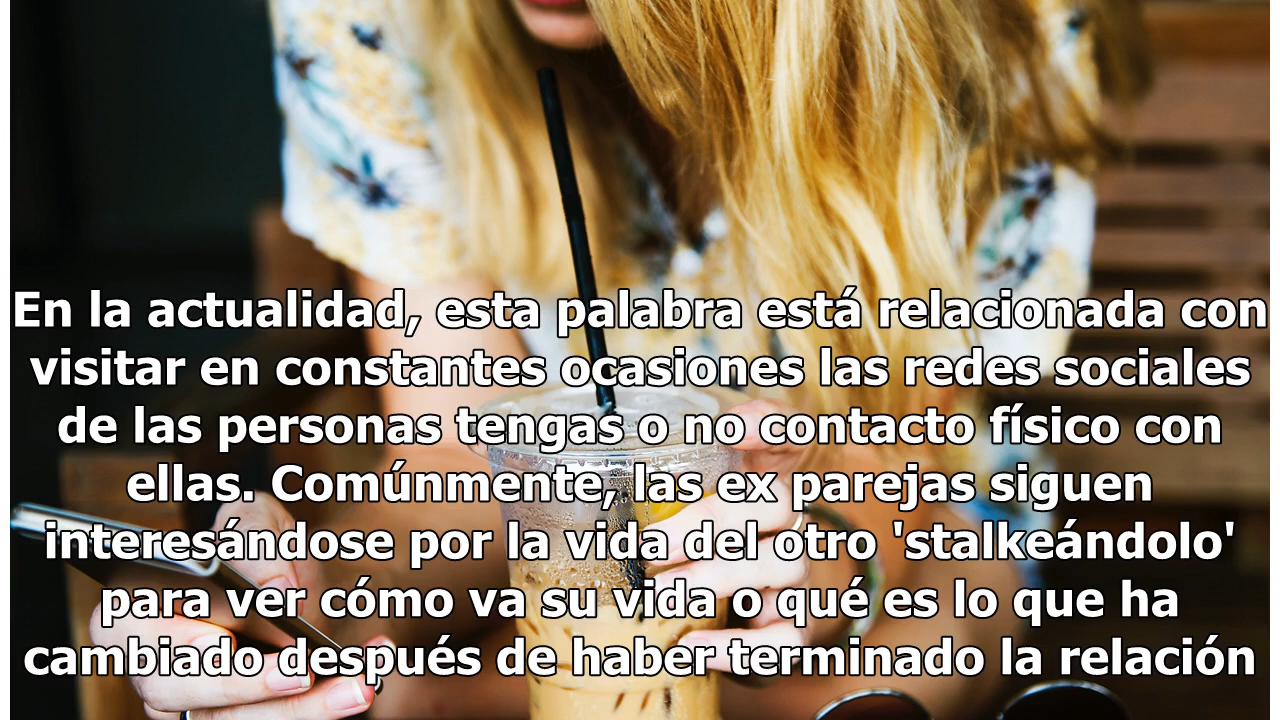 En la actualidad, esta palabra está relacionada con
visitar en constantes ocasiones las redes sociales
de las personas tengas o no contacto físico con
ellas. Comúnmente, las ex parejas siguen
interesándose por la vida del otro 'stalkeándolo'
para ver cómo va su vida o qué es lo que ha
cambiado después de haber terminado la relación